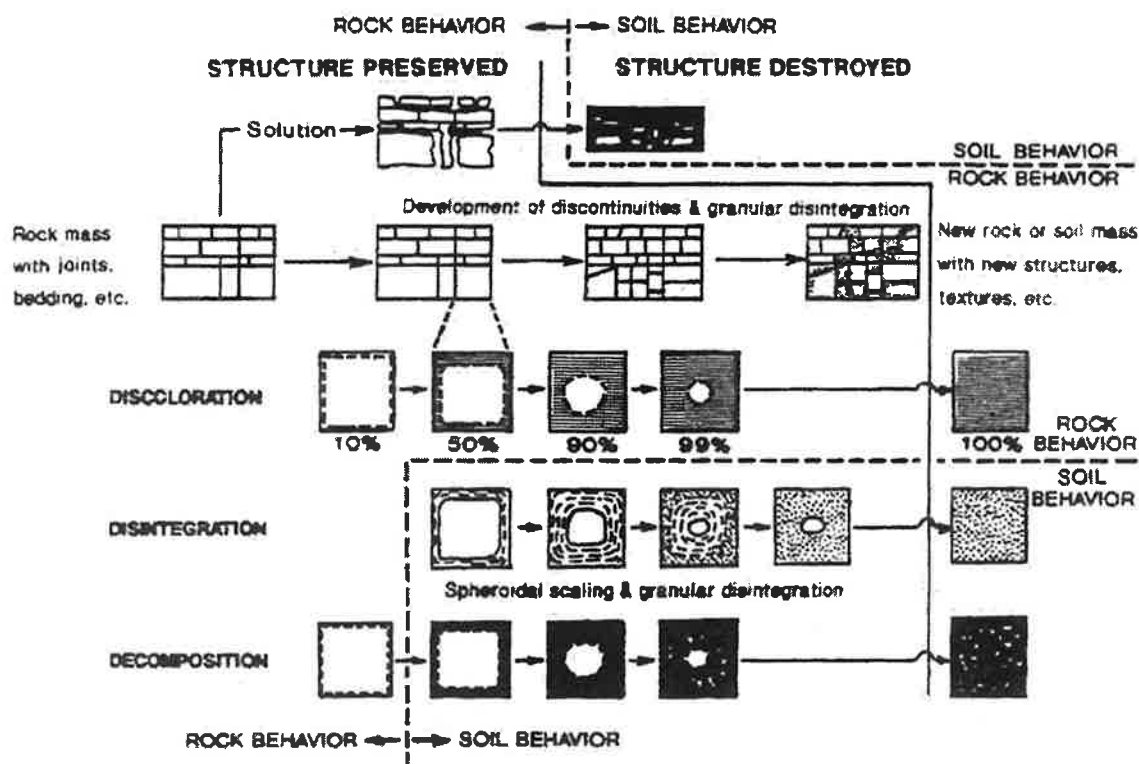 ROCK BEHAVIOR
SOIL BEHAVIOR
STRUCTURE PRESERVED
STRUCTURE DESTROYED
Solution
SOIL BEHAVIOR
ROCK BEHAVIOR
Development of discontinuities & granular disintegration
Rock mass
with joints,
bedding, etc.
New rock or soil mass
with new structures,
textures, etc.
DISCOLORATION
10%
50%
90%
99%
100%
ROCK
BEHAVIOR
SOIL
BEHAVIOR
DISINTEGRATION
Spheroidal scaling & granular disintegration
DECOMPOSITION
ROCK BEHAVIOR
SOIL BEHAVIOR